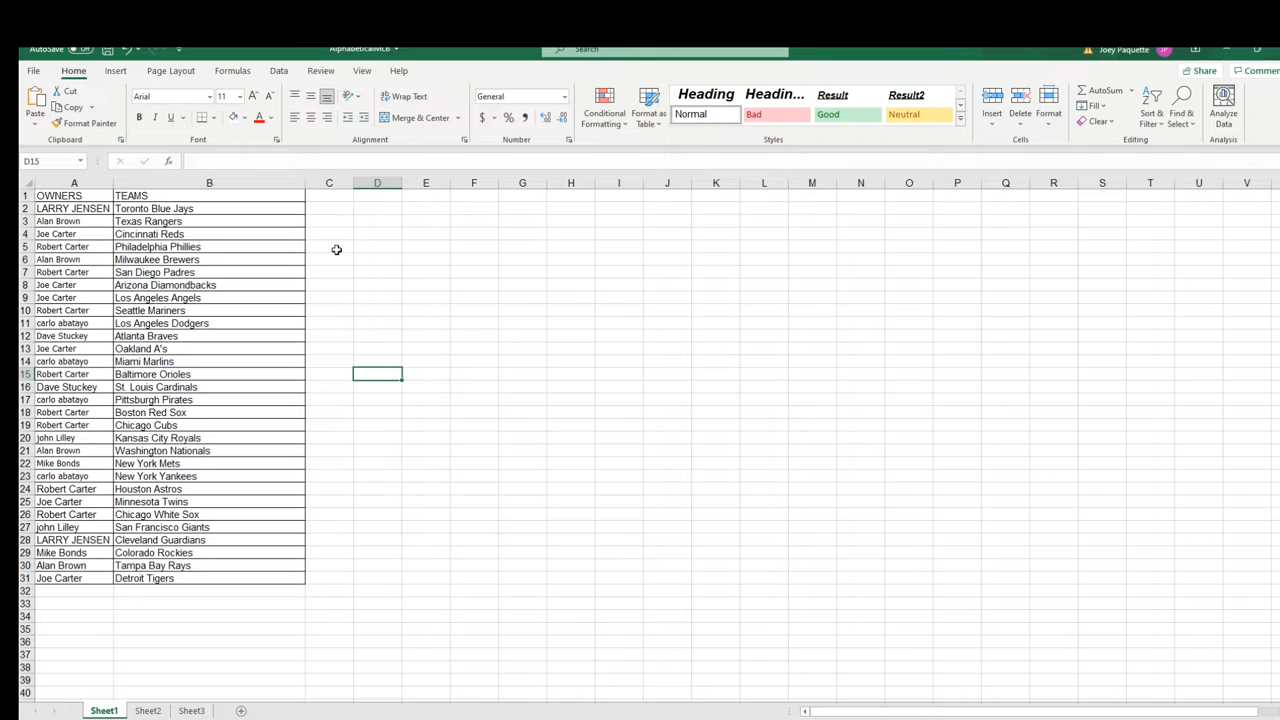 AutoSave Off AlphabeticalMLB Search Joey Paquette JP
File Home Insert Page Layout Formulas Data Review View Help Share Comme
Paste Cut Copy Format Painter Clipboard
Arial 11 A A B I U A Font
Wrap Text Merge & Center Alignment
General $ % , Number
Conditional Formatting Format as Table
Heading Headin... Result Result2
Normal Bad Good Neutral Styles
Insert Delete Format Cells
AutoSum Fill Clear Sort & Filter Find & Select Editing
Analyze Data Analysis
D15 fx
A B C D E F G H I J K L M N O P Q R S T U V
1 OWNERS TEAMS
2 LARRY JENSEN Toronto Blue Jays
3 Alan Brown Texas Rangers
4 Joe Carter Cincinnati Reds
5 Robert Carter Philadelphia Phillies
6 Alan Brown Milwaukee Brewers
7 Robert Carter San Diego Padres
8 Joe Carter Arizona Diamondbacks
9 Joe Carter Los Angeles Angels
10 Robert Carter Seattle Mariners
11 carlo abatayo Los Angeles Dodgers
12 Dave Stuckey Atlanta Braves
13 Joe Carter Oakland A's
14 carlo abatayo Miami Marlins
15 Robert Carter Baltimore Orioles
16 Dave Stuckey St. Louis Cardinals
17 carlo abatayo Pittsburgh Pirates
18 Robert Carter Boston Red Sox
19 Robert Carter Chicago Cubs
20 john Lilley Kansas City Royals
21 Alan Brown Washington Nationals
22 Mike Bonds New York Mets
23 carlo abatayo New York Yankees
24 Robert Carter Houston Astros
25 Joe Carter Minnesota Twins
26 Robert Carter Chicago White Sox
27 john Lilley San Francisco Giants
28 LARRY JENSEN Cleveland Guardians
29 Mike Bonds Colorado Rockies
30 Alan Brown Tampa Bay Rays
31 Joe Carter Detroit Tigers
32
33
34
35
36
37
38
39
40
Sheet1 Sheet2 Sheet3